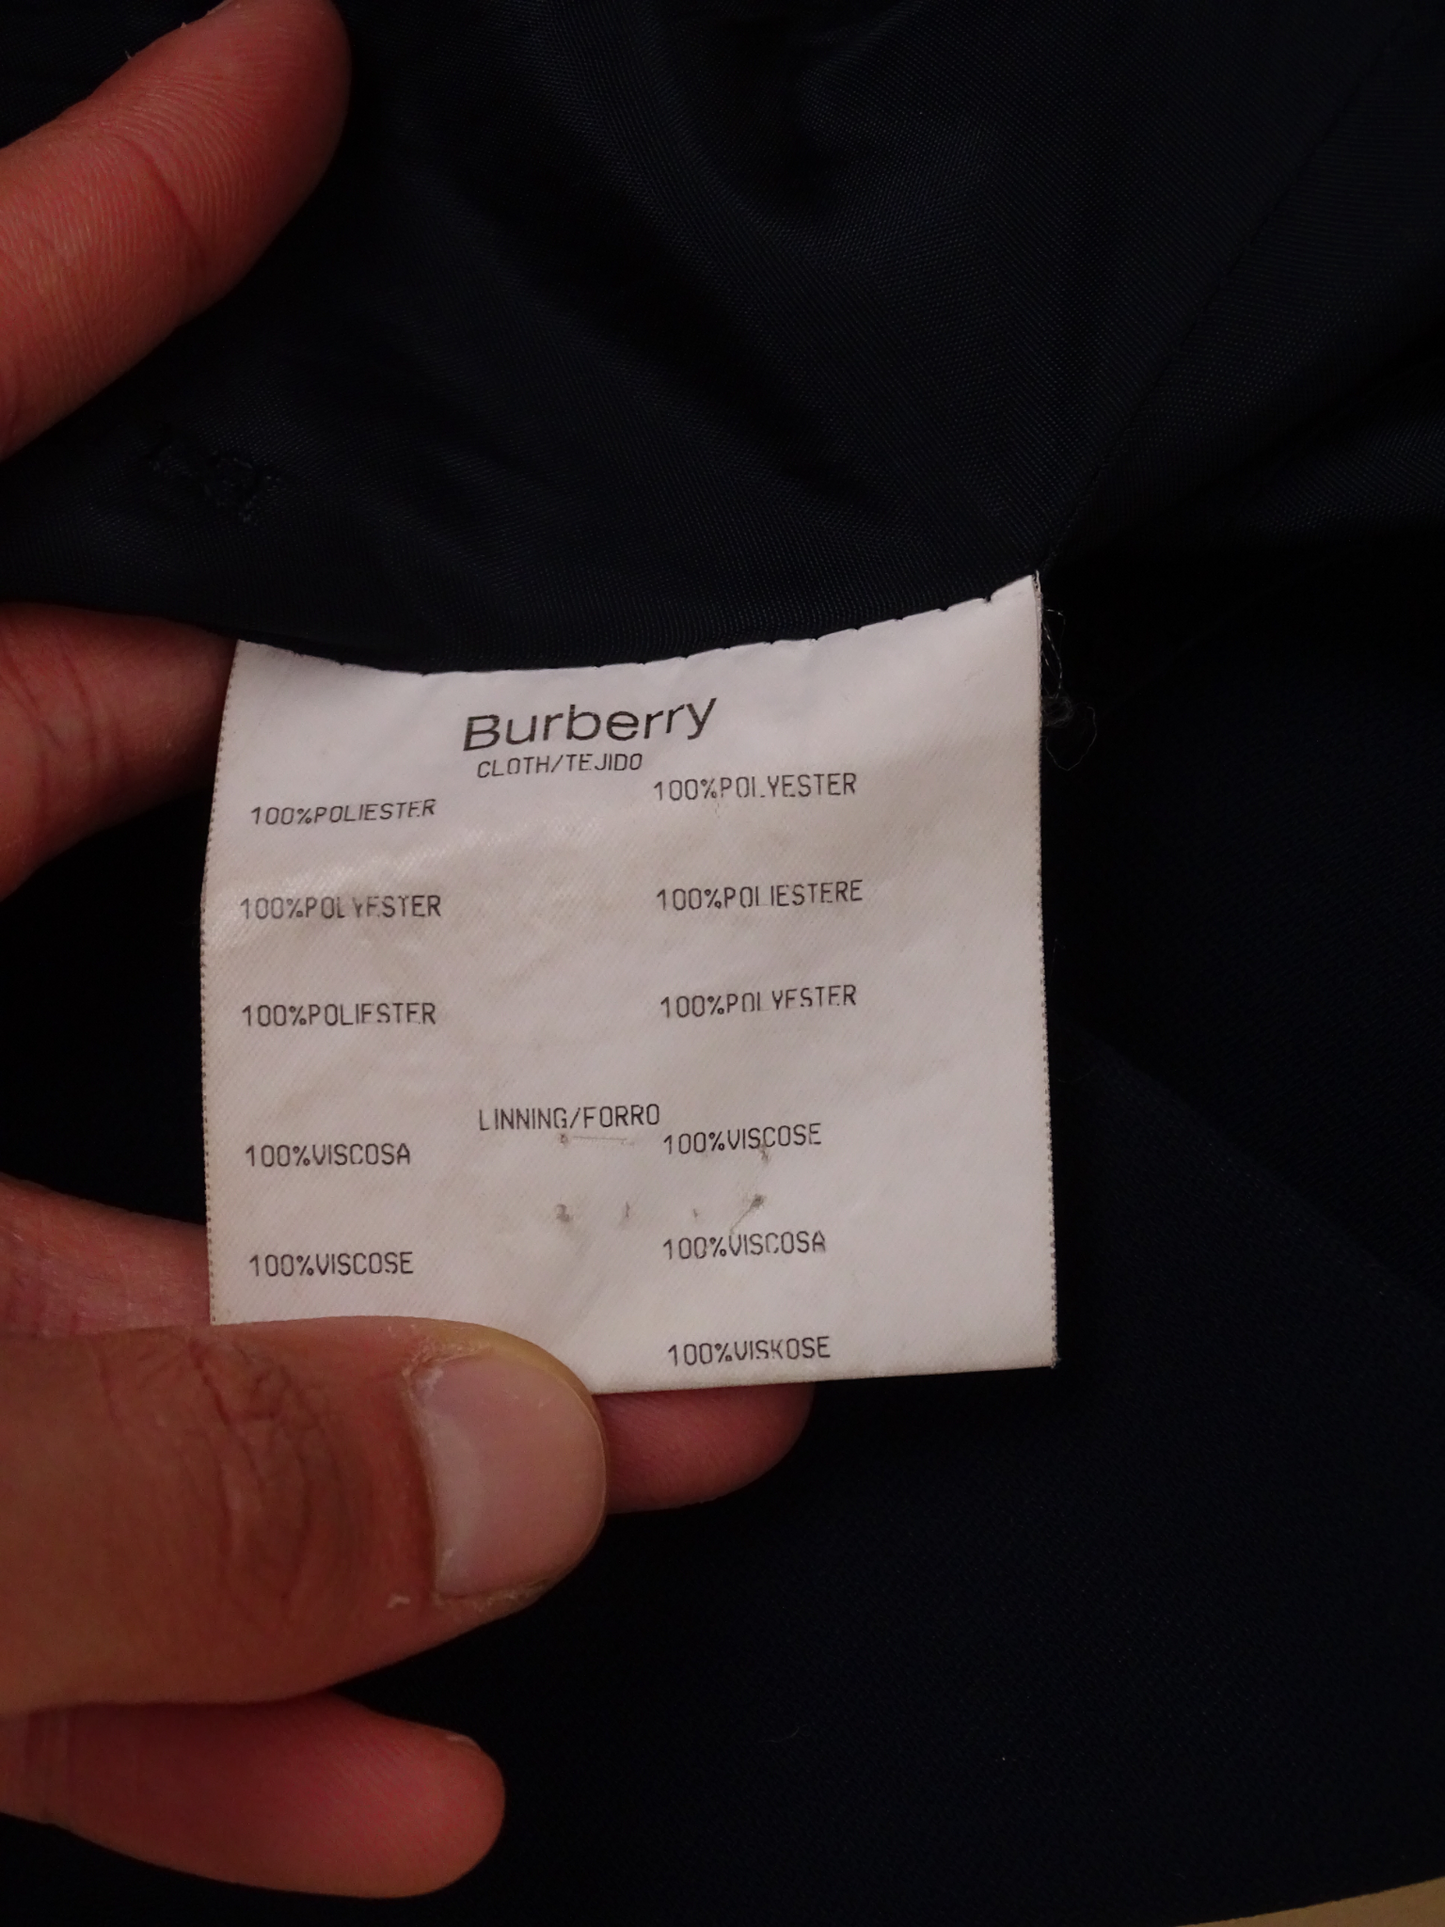 Burberry
CLOTH/TEJIDO
100%POLIESTER 100%POLYESTER
100%POLYESTER 100%POLIESTERE
100%POLIESTER 100%POLYESTER
LINNING/FORRO
100%VISCOSA 100%VISCOSE
100%VISCOSE 100%VISCOSA
100%VISKOSE